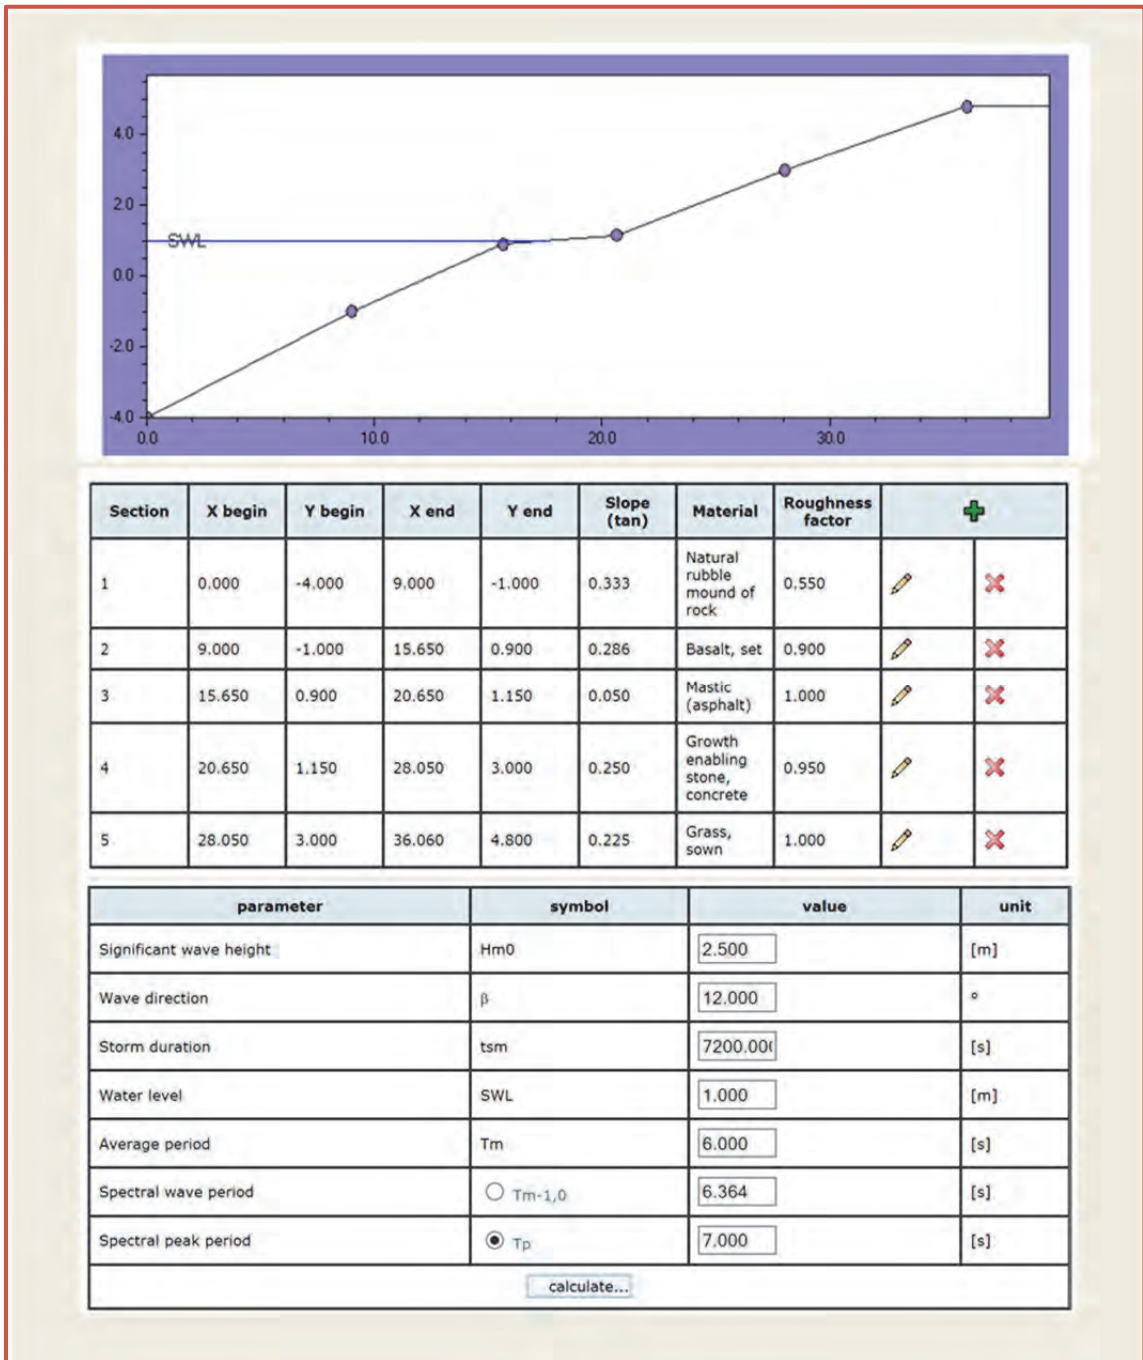 4.0
2.0
SWL
0.0
-2.0
-4.0
0.0 10.0 20.0 30.0
Section X begin Y begin X end Y end Slope (tan) Material Roughness factor
1 0.000 -4.000 9.000 -1.000 0.333 Natural rubble mound of rock 0.550
2 9.000 -1.000 15.650 0.900 0.286 Basalt, set 0.900
3 15.650 0.900 20.650 1.150 0.050 Mastic (asphalt) 1.000
4 20.650 1.150 28.050 3.000 0.250 Growth enabling stone, concrete 0.950
5 28.050 3.000 36.060 4.800 0.225 Grass, sown 1.000
parameter symbol value unit
Significant wave height Hm0 2.500 [m]
Wave direction β 12.000 °
Storm duration tsm 7200.00 [s]
Water level SWL 1.000 [m]
Average period Tm 6.000 [s]
Spectral wave period Tm-1,0 6.364 [s]
Spectral peak period Tp 7.000 [s]
calculate...